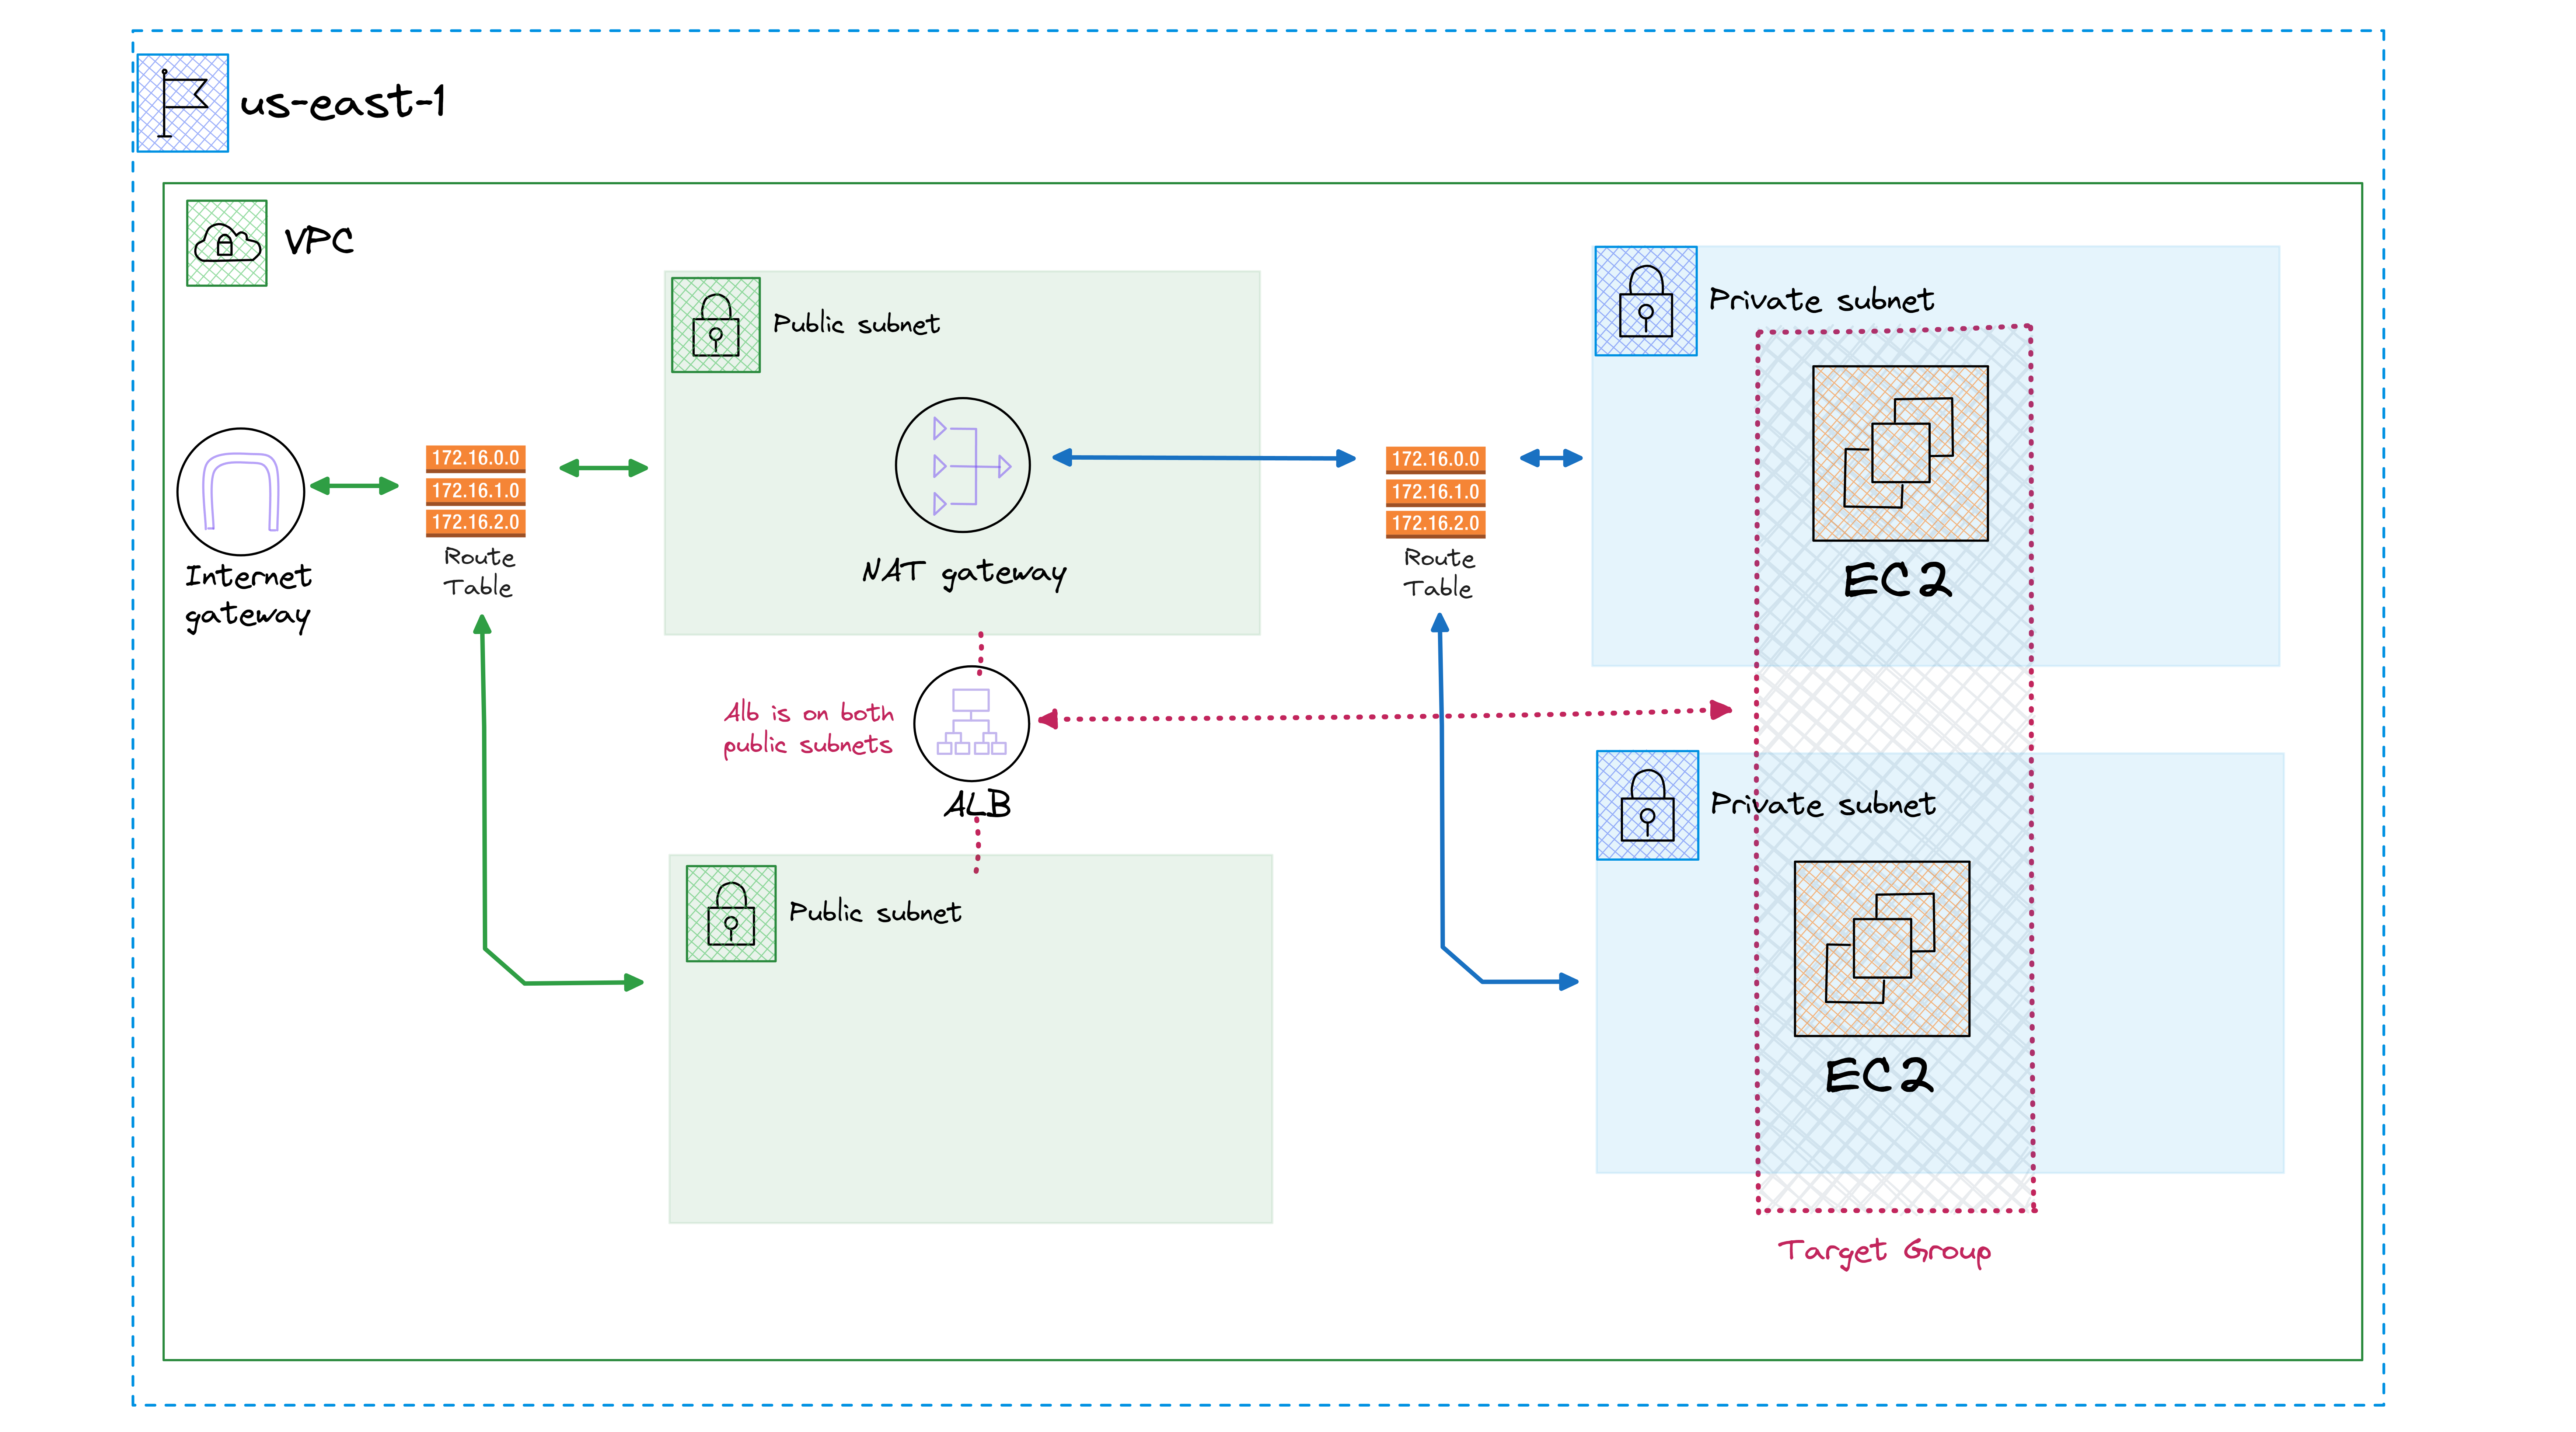 us-east-1
VPC
Public subnet
Private subnet
172.16.0.0
172.16.1.0
172.16.2.0
Route
Table
Internet
gateway
NAT gateway
172.16.0.0
172.16.1.0
172.16.2.0
Route
Table
EC2
Alb is on both
public subnets
ALB
Private subnet
Public subnet
EC2
Target Group